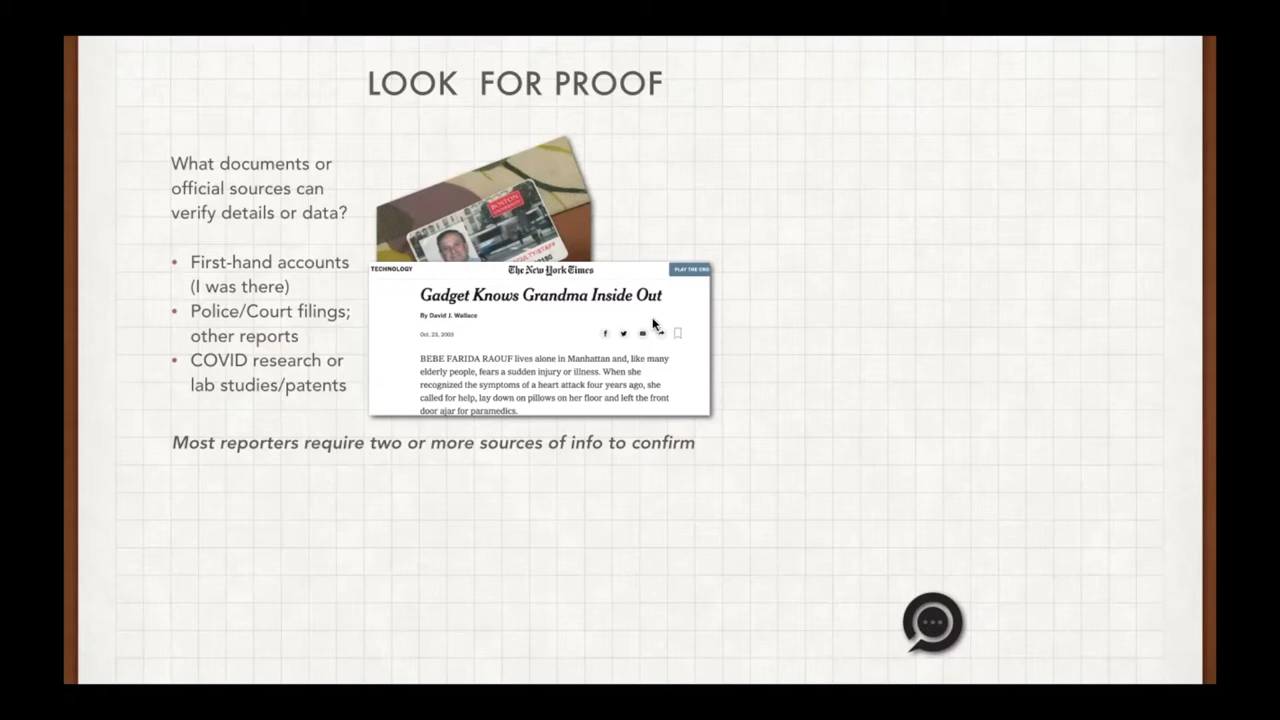 LOOK FOR PROOF
What documents or
official sources can
verify details or data?
• First-hand accounts
(I was there)
• Police/Court filings;
other reports
• COVID research or
lab studies/patents
BOSTON
UNIVERSITY
TECHNOLOGY
The New York Times
Gadget Knows Grandma Inside Out
By David J. Wallace
Oct. 23, 2003
BEBE FARIDA RAOUF lives alone in Manhattan and, like many
elderly people, fears a sudden injury or illness. When she
recognized the symptoms of a heart attack four years ago, she
called for help, lay down on pillows on her floor and left the front
door ajar for paramedics.
Most reporters require two or more sources of info to confirm